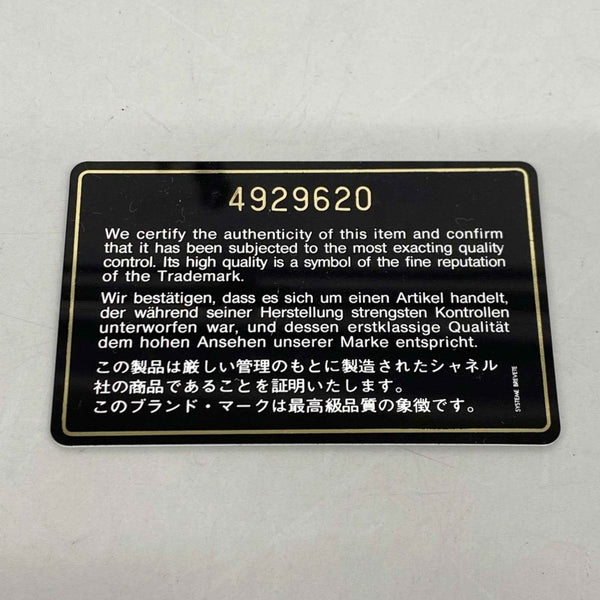 4929620
We certify the authenticity of this item and confirm
that it has been subjected to the most exacting quality
control. Its high quality is a symbol of the fine reputation
of the Trademark.
Wir bestätigen, dass es sich um einen Artikel handelt,
der während seiner Herstellung strengsten Kontrollen
unterworfen war, und dessen erstklassige Qualität
dem hohen Ansehen unserer Marke entspricht.
この製品は厳しい管理のもとに製造されたシャネル
社の商品であることを証明いたします。
このブランド・マークは最高級品質の象徴です。
SYSTEME BREVETE